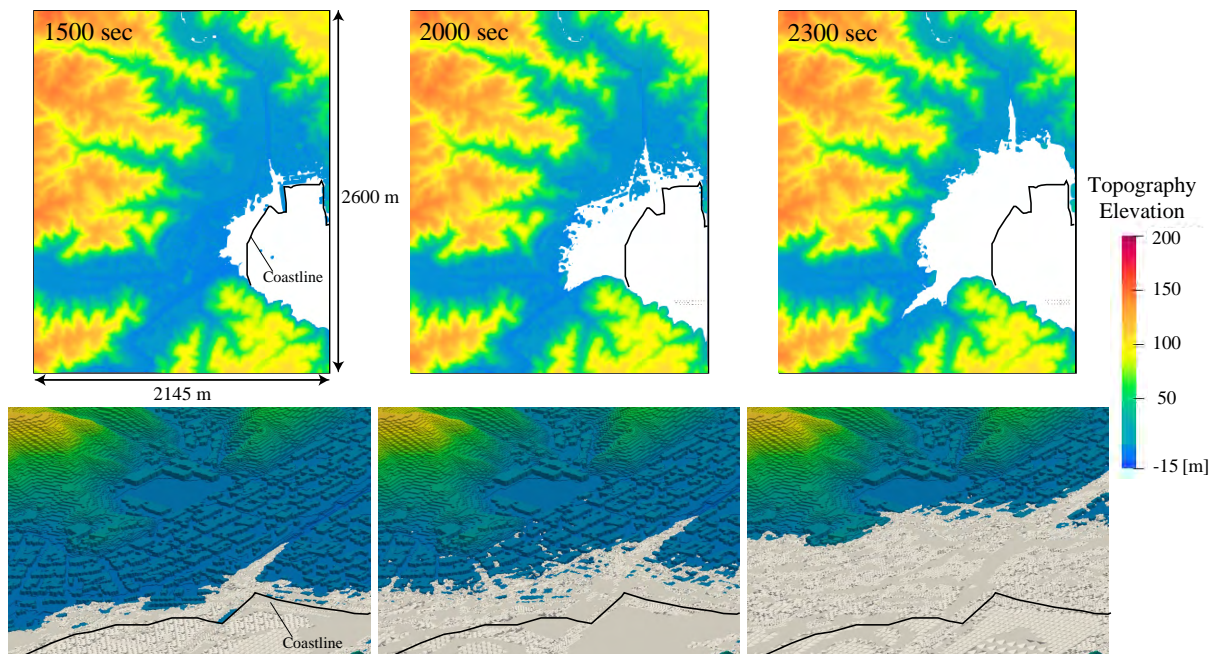 1500 sec
2000 sec
2300 sec
2600 m
Coastline
2145 m
Topography
Elevation
200
150
100
50
-15 [m]
Coastline